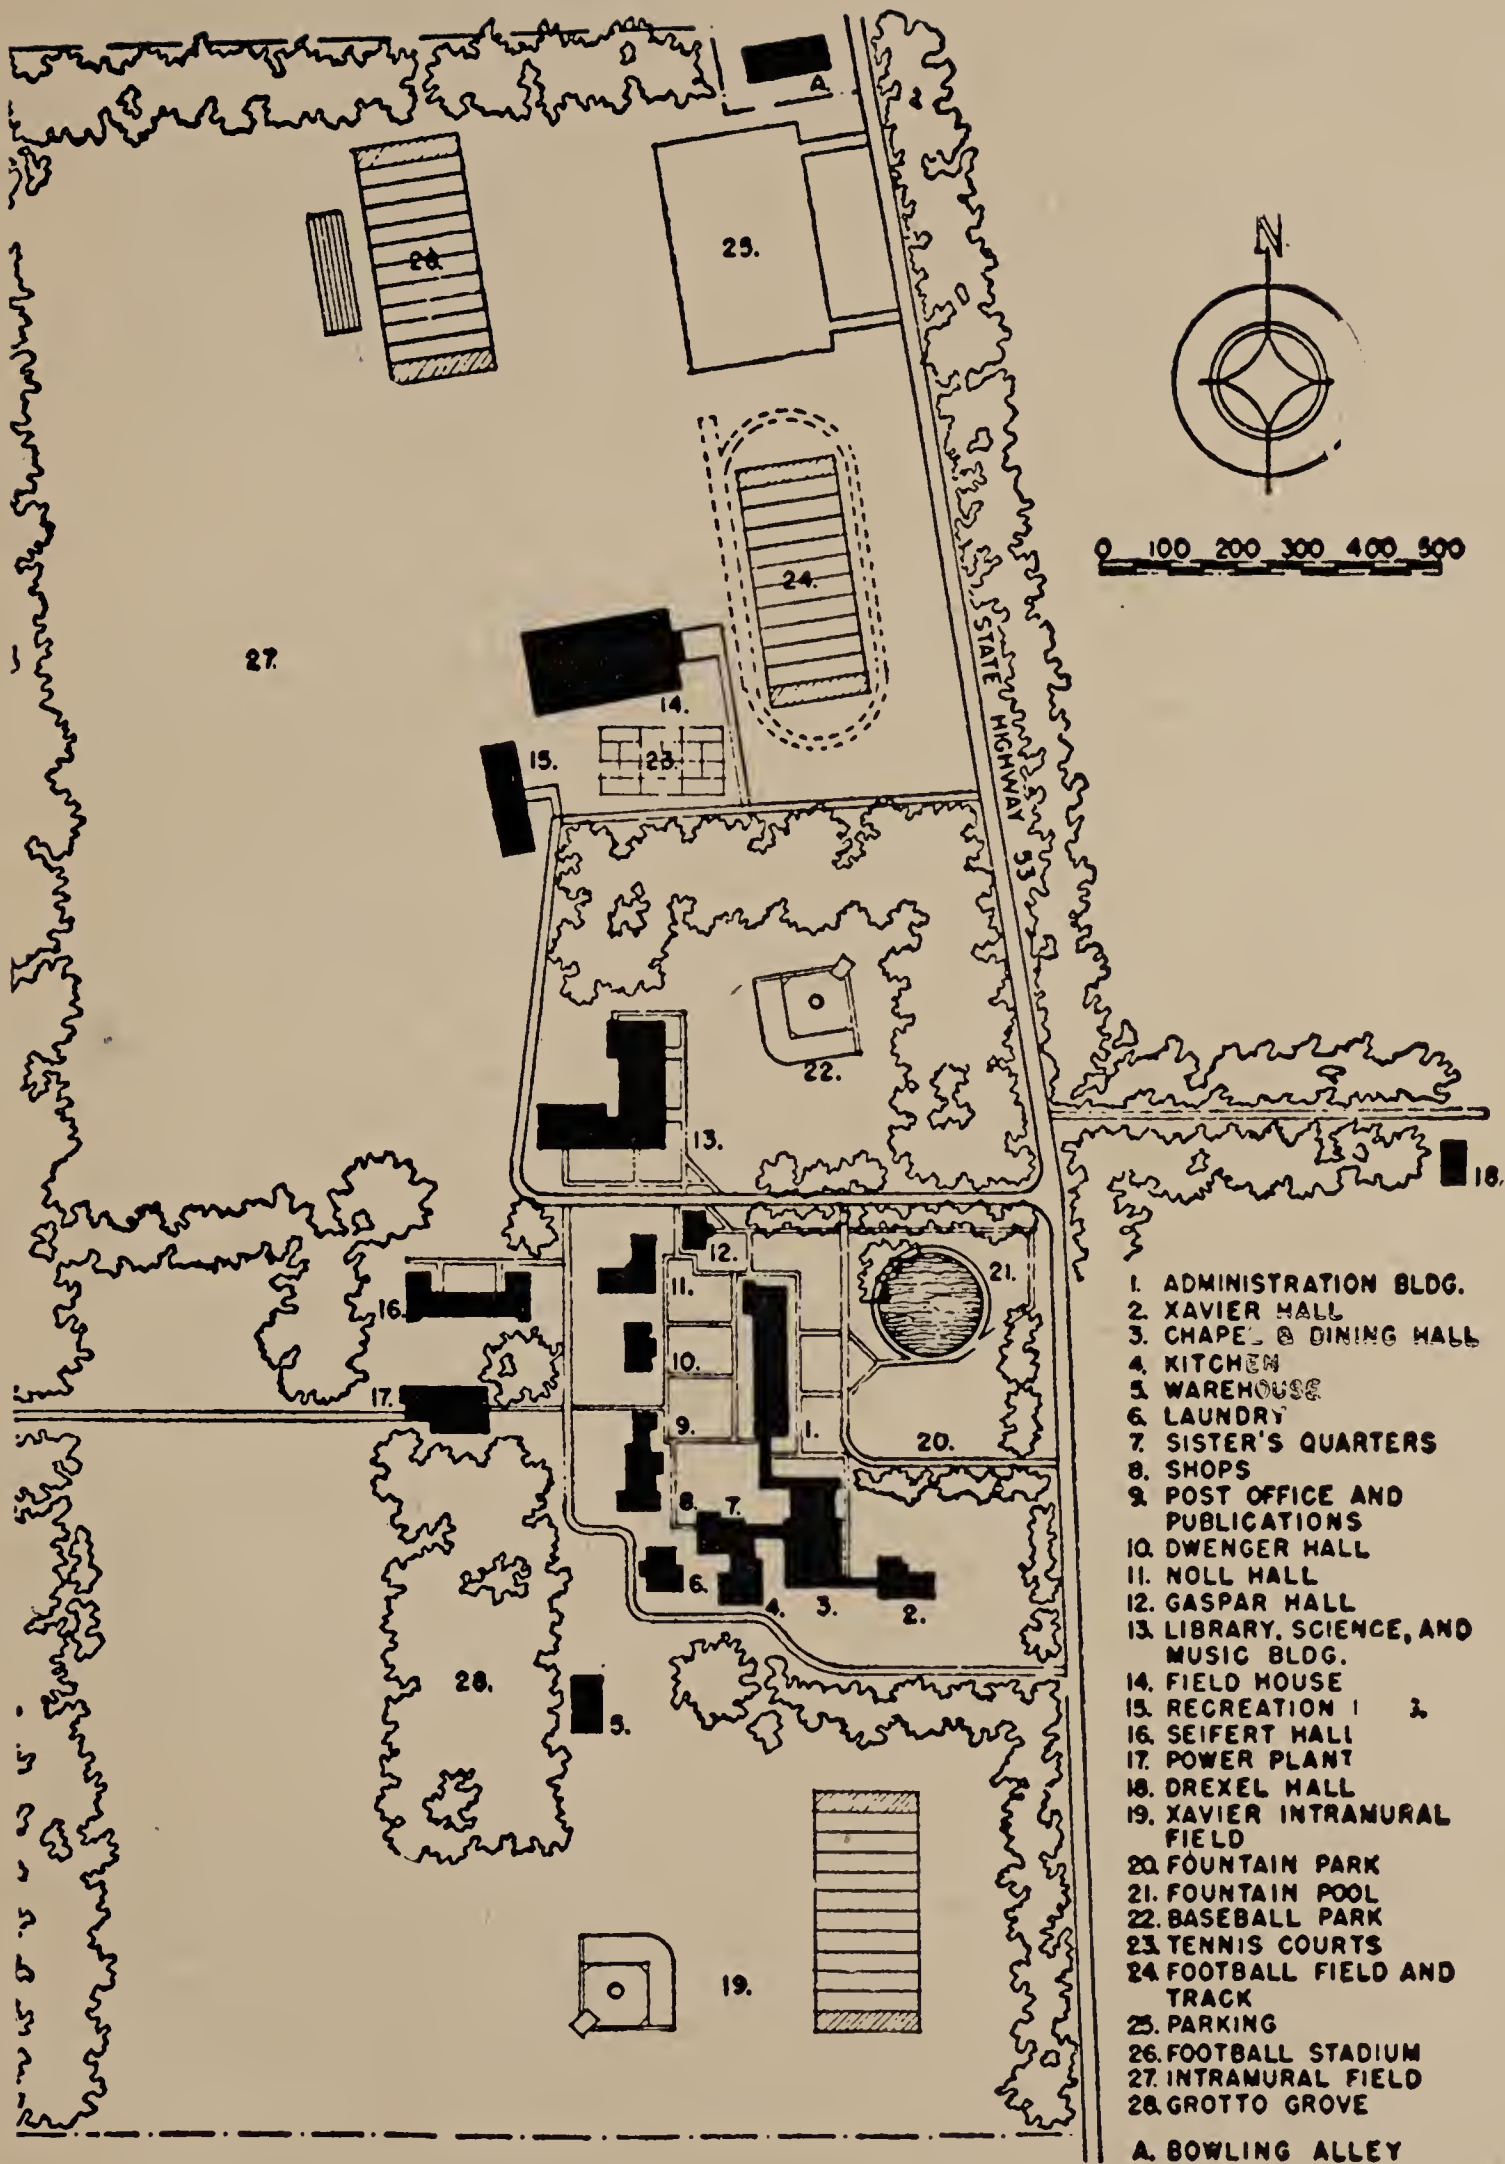 A
26.
25.
N
0 100 200 300 400 500
24.
STATE HIGHWAY 53
27.
14.
23.
15.
22.
13.
18.
12.
21.
11.
16.
10.
17.
9.
1.
20.
8.
7.
6.
4.
3.
2.
28.
5.
19.
1. ADMINISTRATION BLDG.
2. XAVIER HALL
3. CHAPEL & DINING HALL
4. KITCHEN
5. WAREHOUSE
6. LAUNDRY
7. SISTER'S QUARTERS
8. SHOPS
9. POST OFFICE AND
PUBLICATIONS
10. DWENGER HALL
11. NOLL HALL
12. GASPAR HALL
13. LIBRARY, SCIENCE, AND
MUSIC BLDG.
14. FIELD HOUSE
15. RECREATION
16. SEIFERT HALL
17. POWER PLANT
18. DREXEL HALL
19. XAVIER INTRAMURAL
FIELD
20. FOUNTAIN PARK
21. FOUNTAIN POOL
22. BASEBALL PARK
23. TENNIS COURTS
24. FOOTBALL FIELD AND
TRACK
25. PARKING
26. FOOTBALL STADIUM
27. INTRAMURAL FIELD
28. GROTTO GROVE
A. BOWLING ALLEY